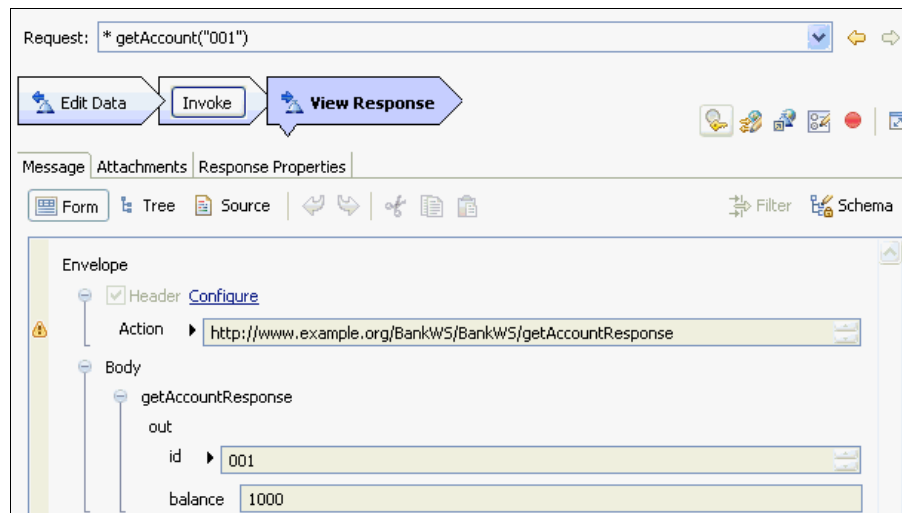 Request: * getAccount("001")
Edit Data Invoke View Response
Message Attachments Response Properties
Form Tree Source Filter Schema
Envelope
Header Configure
Action http://www.example.org/BankWS/BankWS/getAccountResponse
Body
getAccountResponse
out
id 001
balance 1000